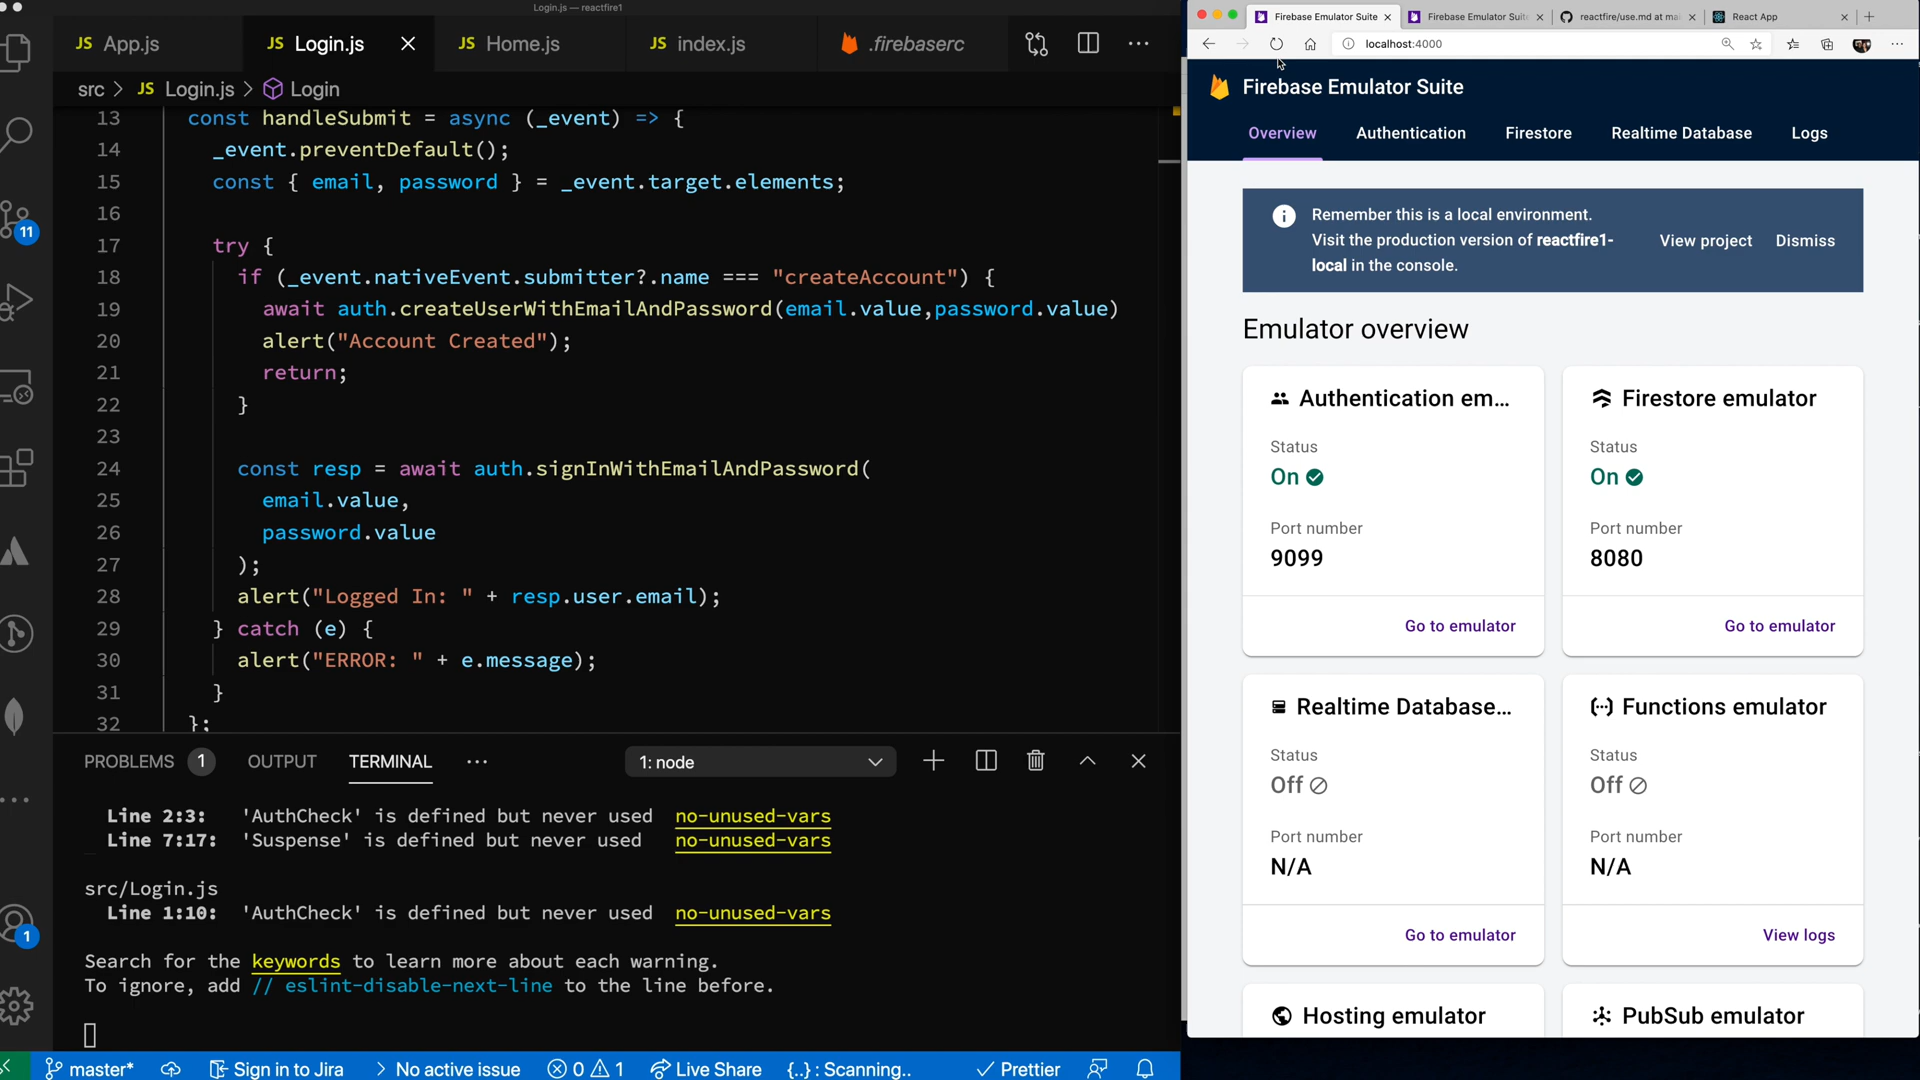 Login.js — reactfire1
JS App.js
JS Login.js
JS Home.js
JS index.js
.firebaserc
src > JS Login.js > Login
13 const handleSubmit = async (_event) => {
14 _event.preventDefault();
15 const { email, password } = _event.target.elements;
16
17 try {
18 if (_event.nativeEvent.submitter?.name === "createAccount") {
19 await auth.createUserWithEmailAndPassword(email.value,password.value)
20 alert("Account Created");
21 return;
22 }
23
24 const resp = await auth.signInWithEmailAndPassword(
25 email.value,
26 password.value
27 );
28 alert("Logged In: " + resp.user.email);
29 } catch (e) {
30 alert("ERROR: " + e.message);
31 }
32 };
11
1
PROBLEMS 1 OUTPUT TERMINAL ... 1: node
Line 2:3: 'AuthCheck' is defined but never used no-unused-vars
Line 7:17: 'Suspense' is defined but never used no-unused-vars
src/Login.js
Line 1:10: 'AuthCheck' is defined but never used no-unused-vars
Search for the keywords to learn more about each warning.
To ignore, add // eslint-disable-next-line to the line before.
master* Sign in to Jira > No active issue 0 1 Live Share {..} : Scanning.. Prettier
Firebase Emulator Suite
Firebase Emulator Suite
reactfire/use.md at mai
React App
localhost:4000
Firebase Emulator Suite
Overview Authentication Firestore Realtime Database Logs
Remember this is a local environment.
Visit the production version of reactfire1-
local in the console.
View project Dismiss
Emulator overview
Authentication em...
Status
On
Port number
9099
Go to emulator
Firestore emulator
Status
On
Port number
8080
Go to emulator
Realtime Database...
Status
Off
Port number
N/A
Go to emulator
Functions emulator
Status
Off
Port number
N/A
View logs
Hosting emulator
PubSub emulator